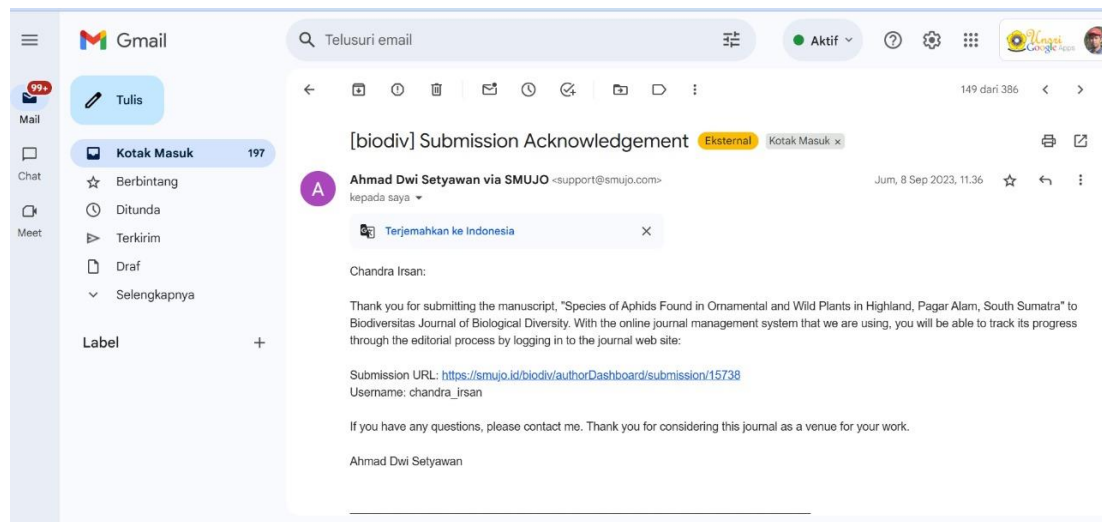 Gmail
Telusuri email
Aktif
Unsri
Google Apps
99+
Mail
Chat
Meet
Tulis
Kotak Masuk 197
Berbintang
Ditunda
Terkirim
Draf
Selengkapnya
Label
149 dari 386
[biodiv] Submission Acknowledgement Eksternal Kotak Masuk x
A
Ahmad Dwi Setyawan via SMUJO <support@smujo.com>
Jum, 8 Sep 2023, 11.36
kepada saya
Terjemahkan ke Indonesia
Chandra Irsan:
Thank you for submitting the manuscript, "Species of Aphids Found in Ornamental and Wild Plants in Highland, Pagar Alam, South Sumatra" to
Biodiversitas Journal of Biological Diversity. With the online journal management system that we are using, you will be able to track its progress
through the editorial process by logging in to the journal web site:
Submission URL: https://smujo.id/biodiv/authorDashboard/submission/15738
Username: chandra_irsan
If you have any questions, please contact me. Thank you for considering this journal as a venue for your work.
Ahmad Dwi Setyawan